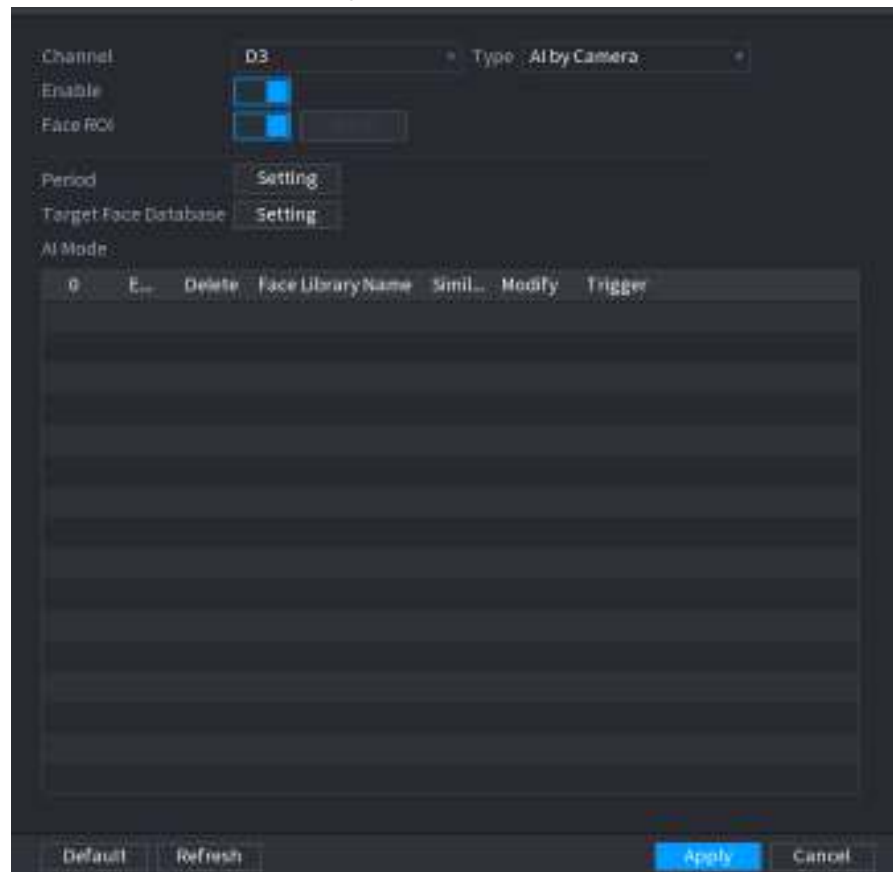 Channel D3 Type AI by Camera
Enable
Face ROI
Period Setting
Target Face Database Setting
AI Mode
0 E... Delete Face Library Name Simil... Modify Trigger
Default Refresh Apply Cancel